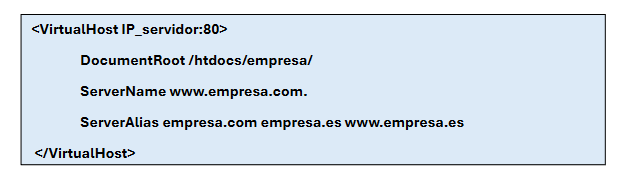 <VirtualHost IP_servidor:80>
DocumentRoot /htdocs/empresa/
ServerName www.empresa.com.
ServerAlias empresa.com empresa.es www.empresa.es
</VirtualHost>